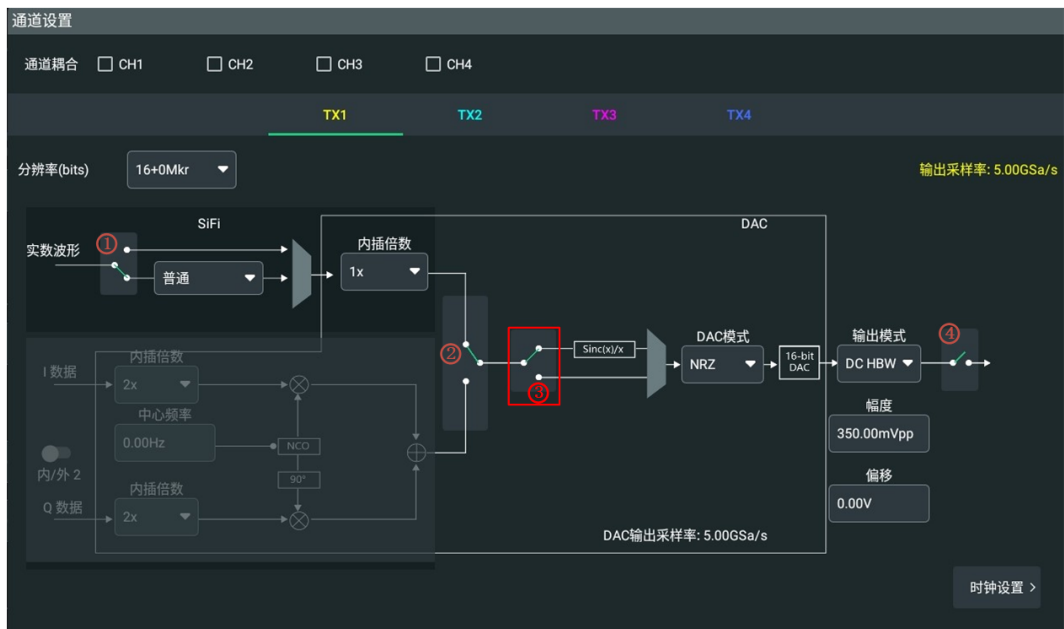 通道设置
通道耦合 CH1 CH2 CH3 CH4
TX1 TX2 TX3 TX4
分辨率(bits) 16+0Mkr 输出采样率: 5.00GSa/s
SiFi DAC
实数波形 ① 内插倍数
普通 1x
② Sinc(x)/x DAC模式 输出模式 ④
③ NRZ 16-bit DAC DC HBW
内插倍数
I 数据 2x
中心频率 幅度
0.00Hz NCO 350.00mVpp
内/外 2 90° 偏移
内插倍数
Q 数据 2x 0.00V
DAC输出采样率: 5.00GSa/s
时钟设置 >